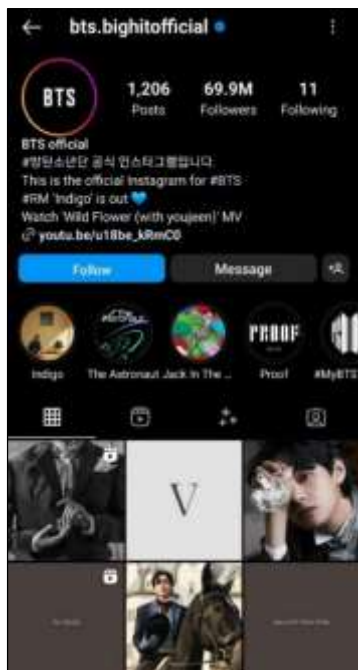 bts.bighitofficial
BTS
1,206 69.9M 11
Posts Followers Following
BTS official
#방탄소년단 공식 인스타그램입니다
This is the official Instagram for #BTS
#RM 'Indigo' is out
Watch 'Wild Flower (with youjeen)' MV
youtu.be/u18be_kRmC0
Follow Message
PROOF
Indigo The Astronaut Jack In The ... Proof #MyBTS
V